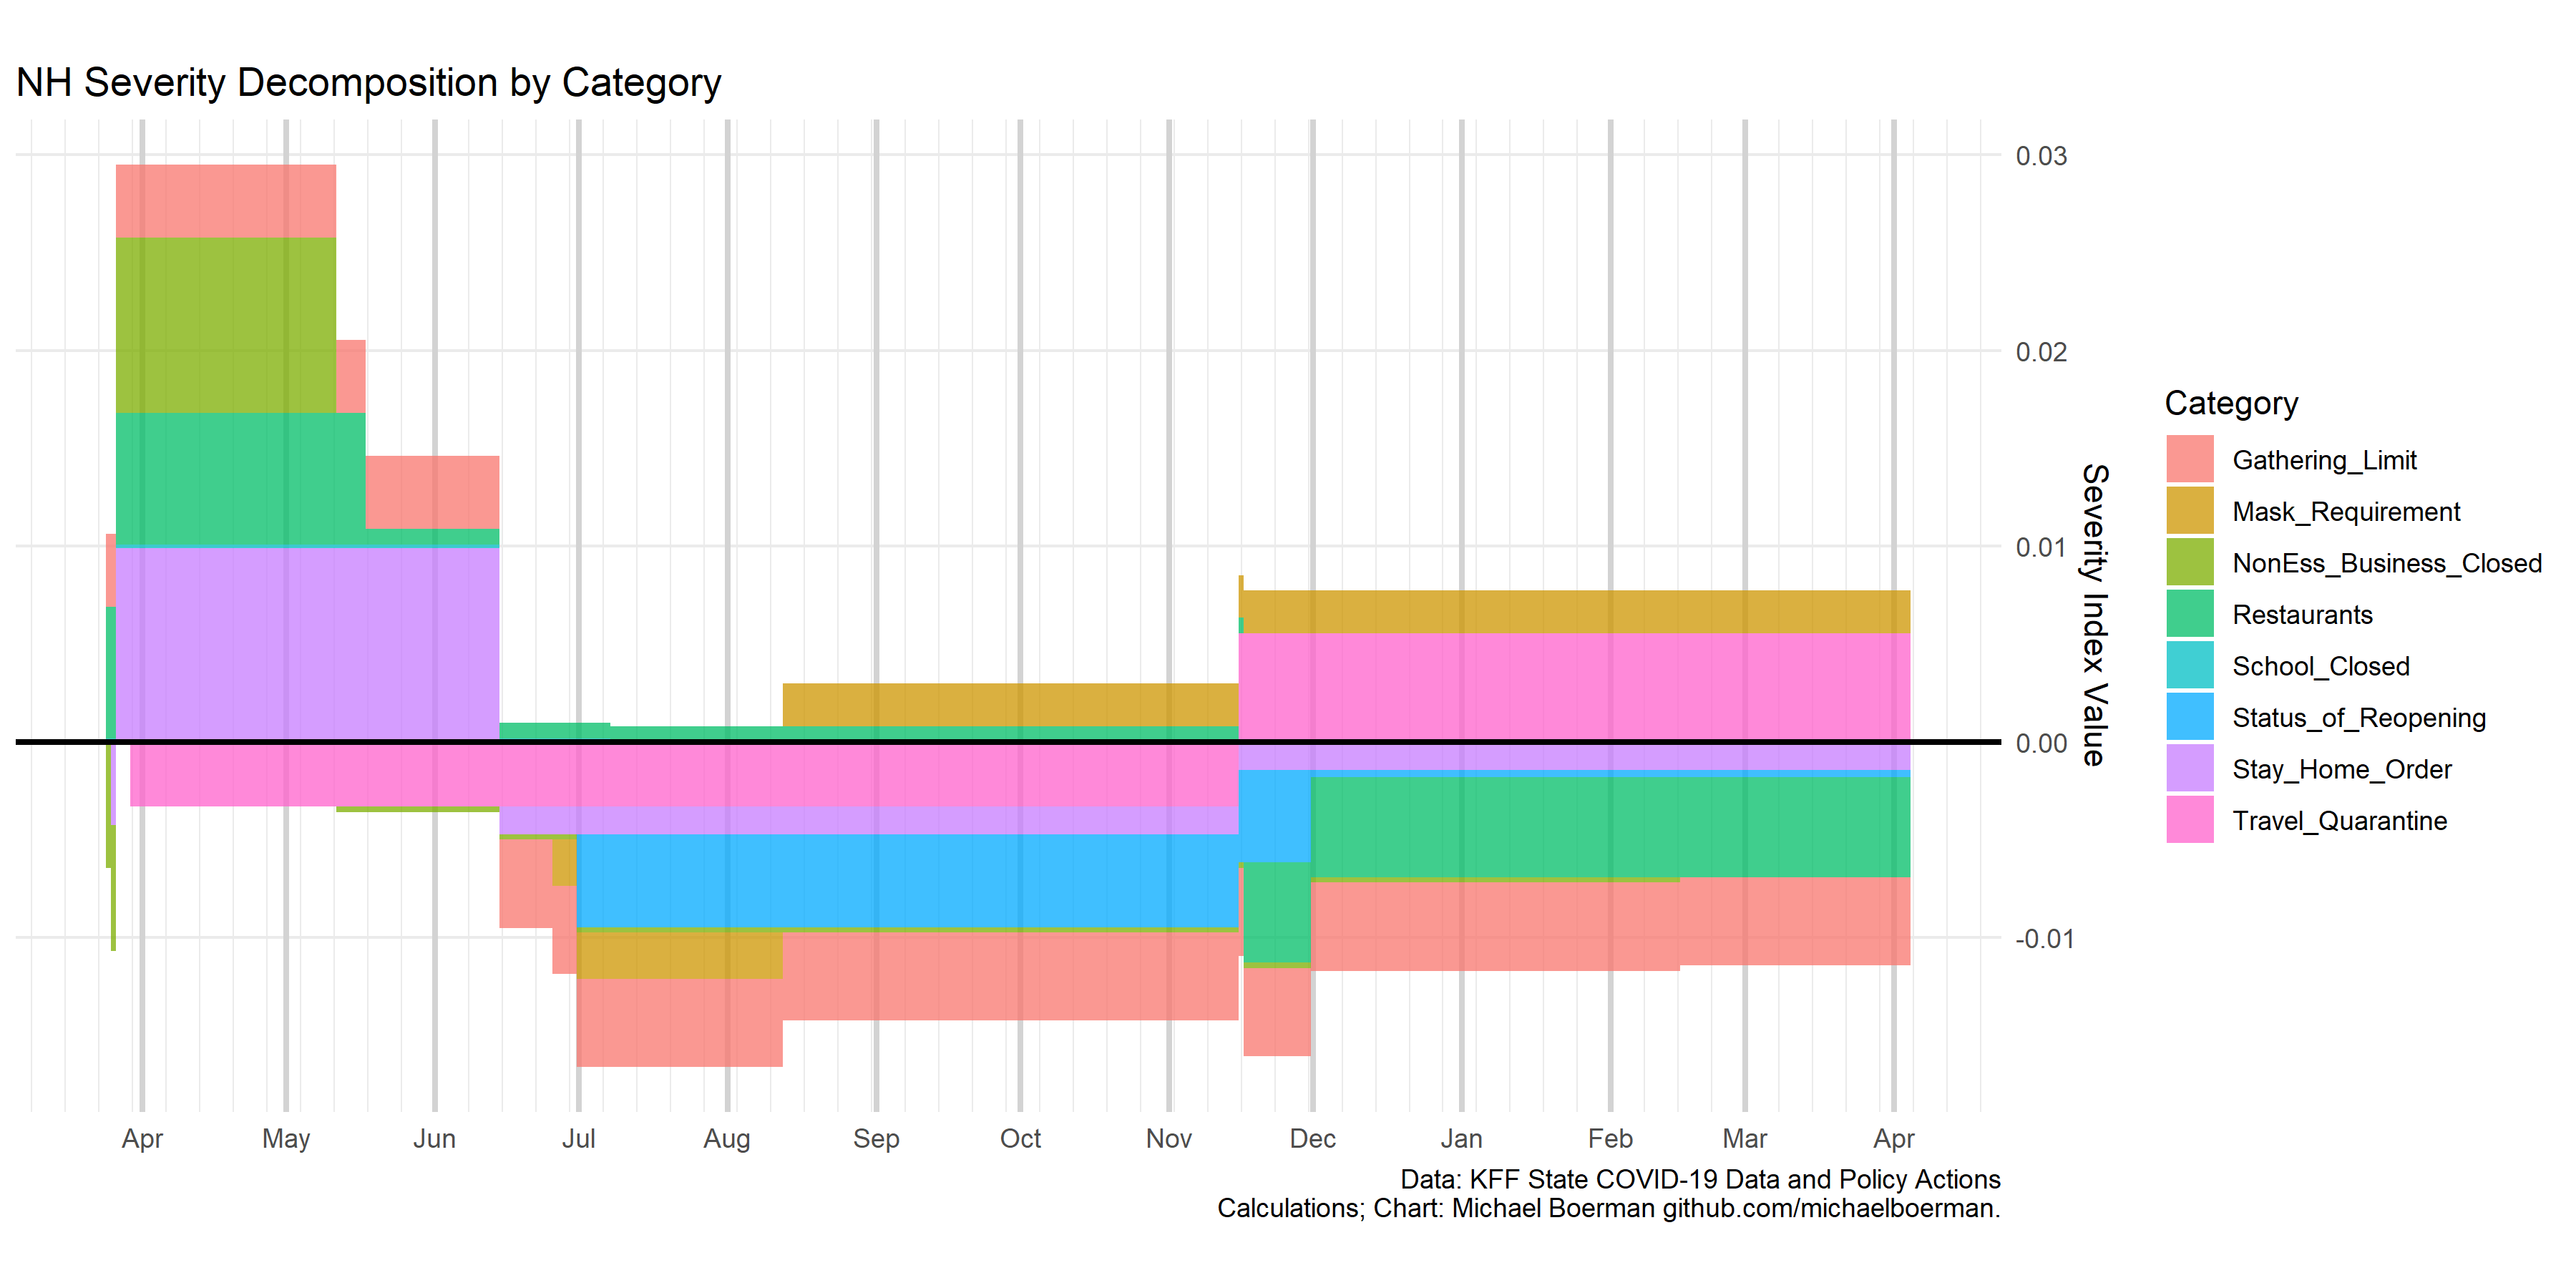 NH Severity Decomposition by Category
0.03
0.02
0.01
0.00
-0.01
Severity Index Value
Apr May Jun Jul Aug Sep Oct Nov Dec Jan Feb Mar Apr
Category
Gathering_Limit
Mask_Requirement
NonEss_Business_Closed
Restaurants
School_Closed
Status_of_Reopening
Stay_Home_Order
Travel_Quarantine
Data: KFF State COVID-19 Data and Policy Actions
Calculations; Chart: Michael Boerman github.com/michaelboerman.